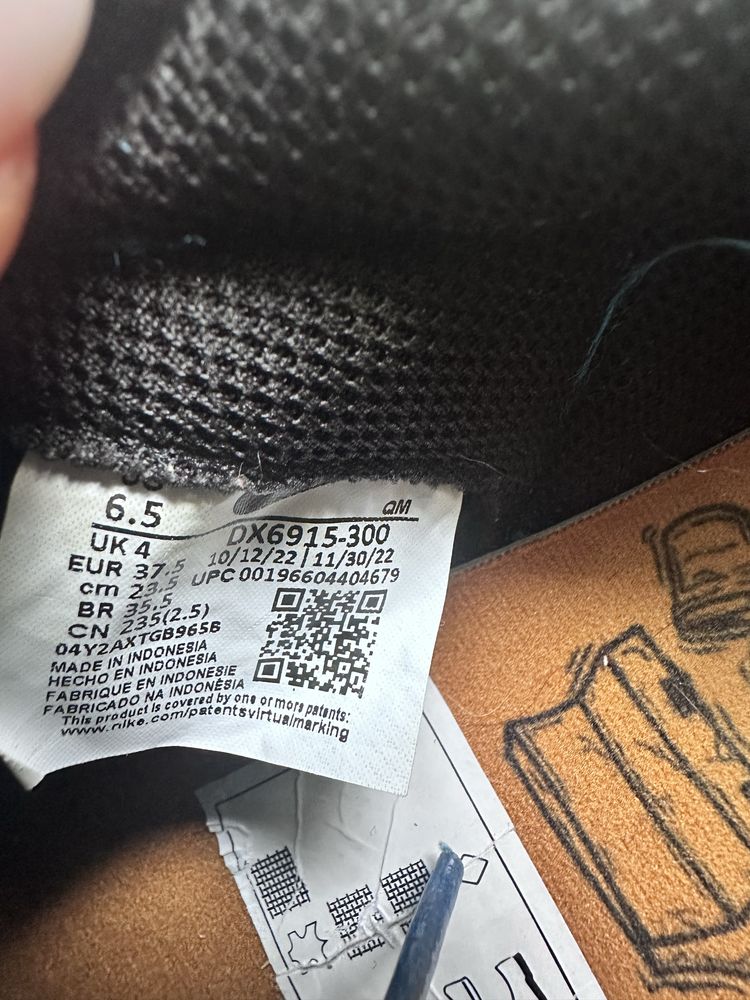 6.5
QM
UK 4
DX6915-300
EUR 37.5
10/12/22 | 11/30/22
cm 23.5
UPC 00196604404679
BR 35.5
CN 235(2.5)
04Y2AXTGB965B
MADE IN INDONESIA
HECHO EN INDONESIA
FABRIQUE EN INDONESIE
FABRICADO NA INDONÉSIA
This product is covered by one or more patents:
www.nike.com/patentsvirtualmarking